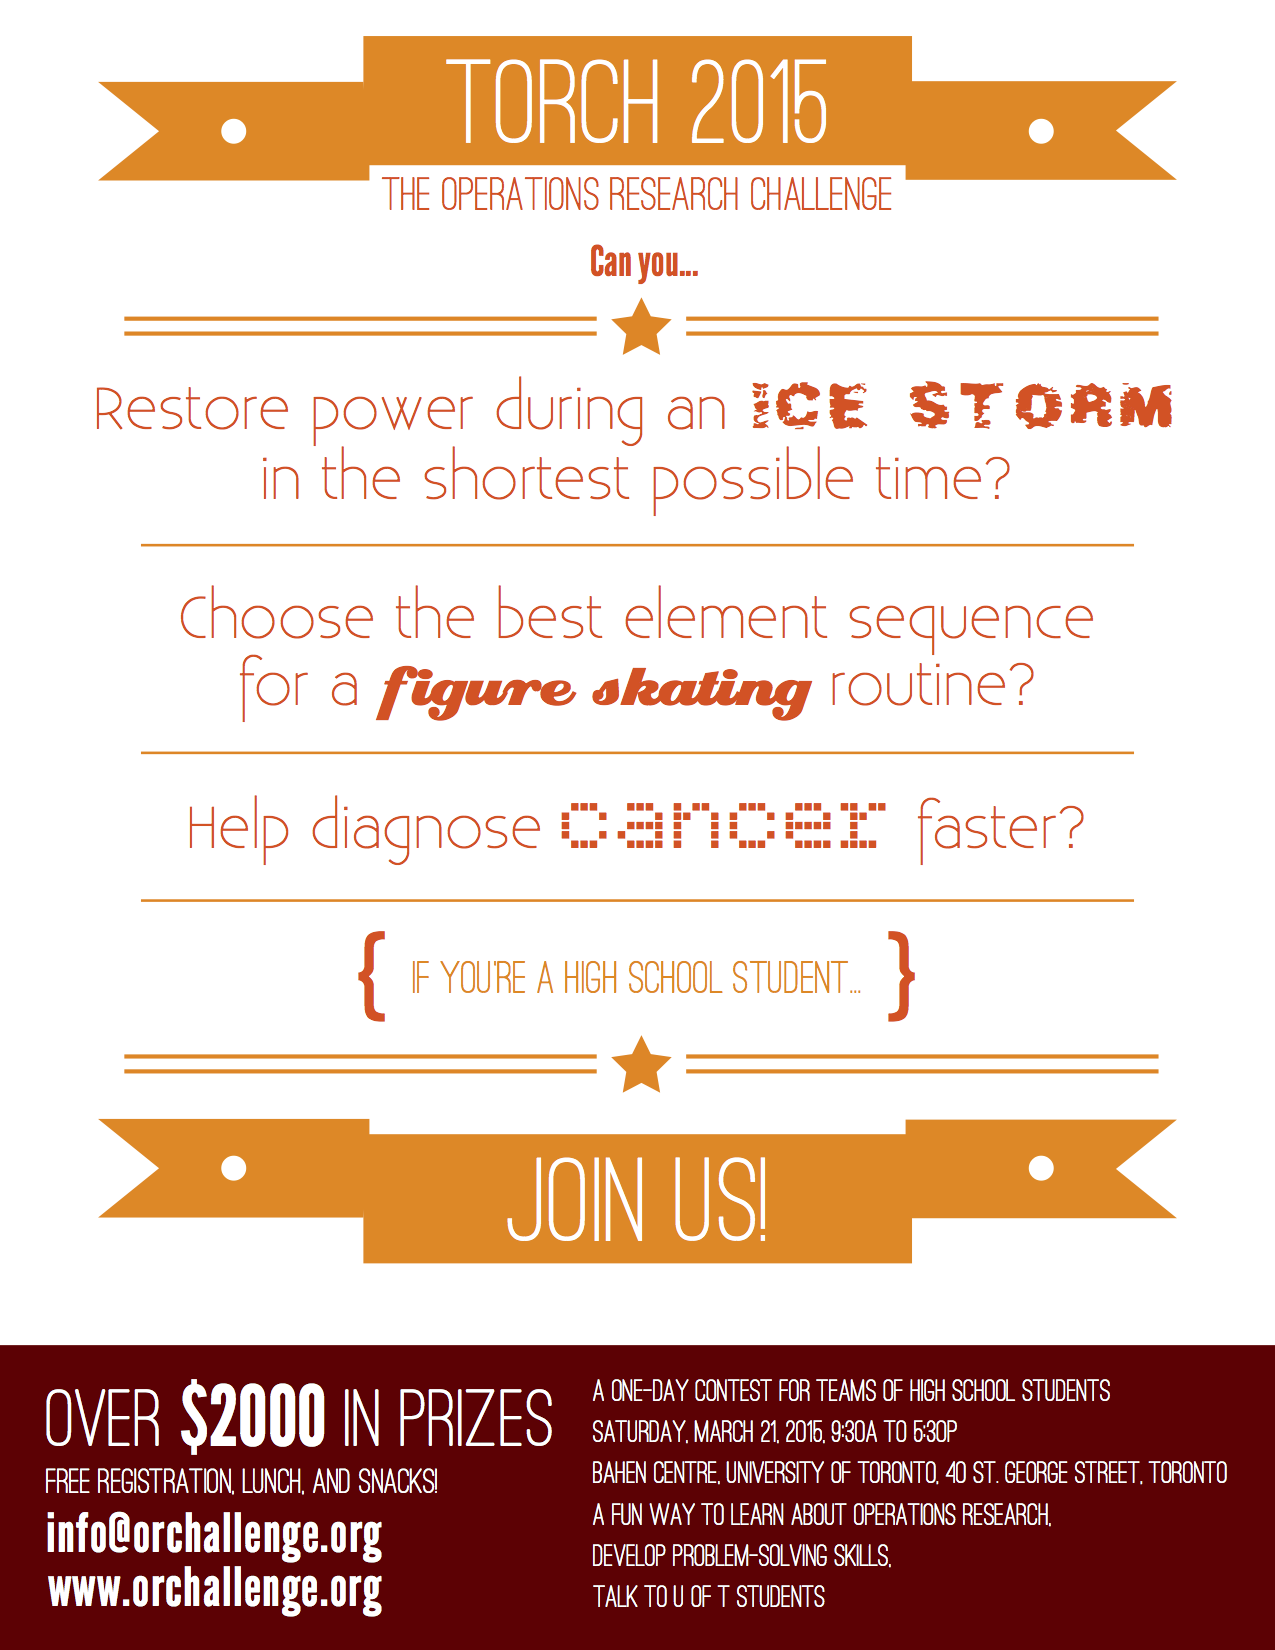 TORCH 2015
THE OPERATIONS RESEARCH CHALLENGE
Can you...
Restore power during an ICE STORM
in the shortest possible time?
Choose the best element sequence
for a figure skating routine?
Help diagnose cancer faster?
{ IF YOU'RE A HIGH SCHOOL STUDENT... }
JOIN US!
OVER $2000 IN PRIZES
FREE REGISTRATION, LUNCH, AND SNACKS!
info@orchallenge.org
www.orchallenge.org
A ONE-DAY CONTEST FOR TEAMS OF HIGH SCHOOL STUDENTS
SATURDAY, MARCH 21, 2015, 9:30A TO 5:30P
BAHEN CENTRE, UNIVERSITY OF TORONTO, 40 ST. GEORGE STREET, TORONTO
A FUN WAY TO LEARN ABOUT OPERATIONS RESEARCH,
DEVELOP PROBLEM-SOLVING SKILLS,
TALK TO U OF T STUDENTS